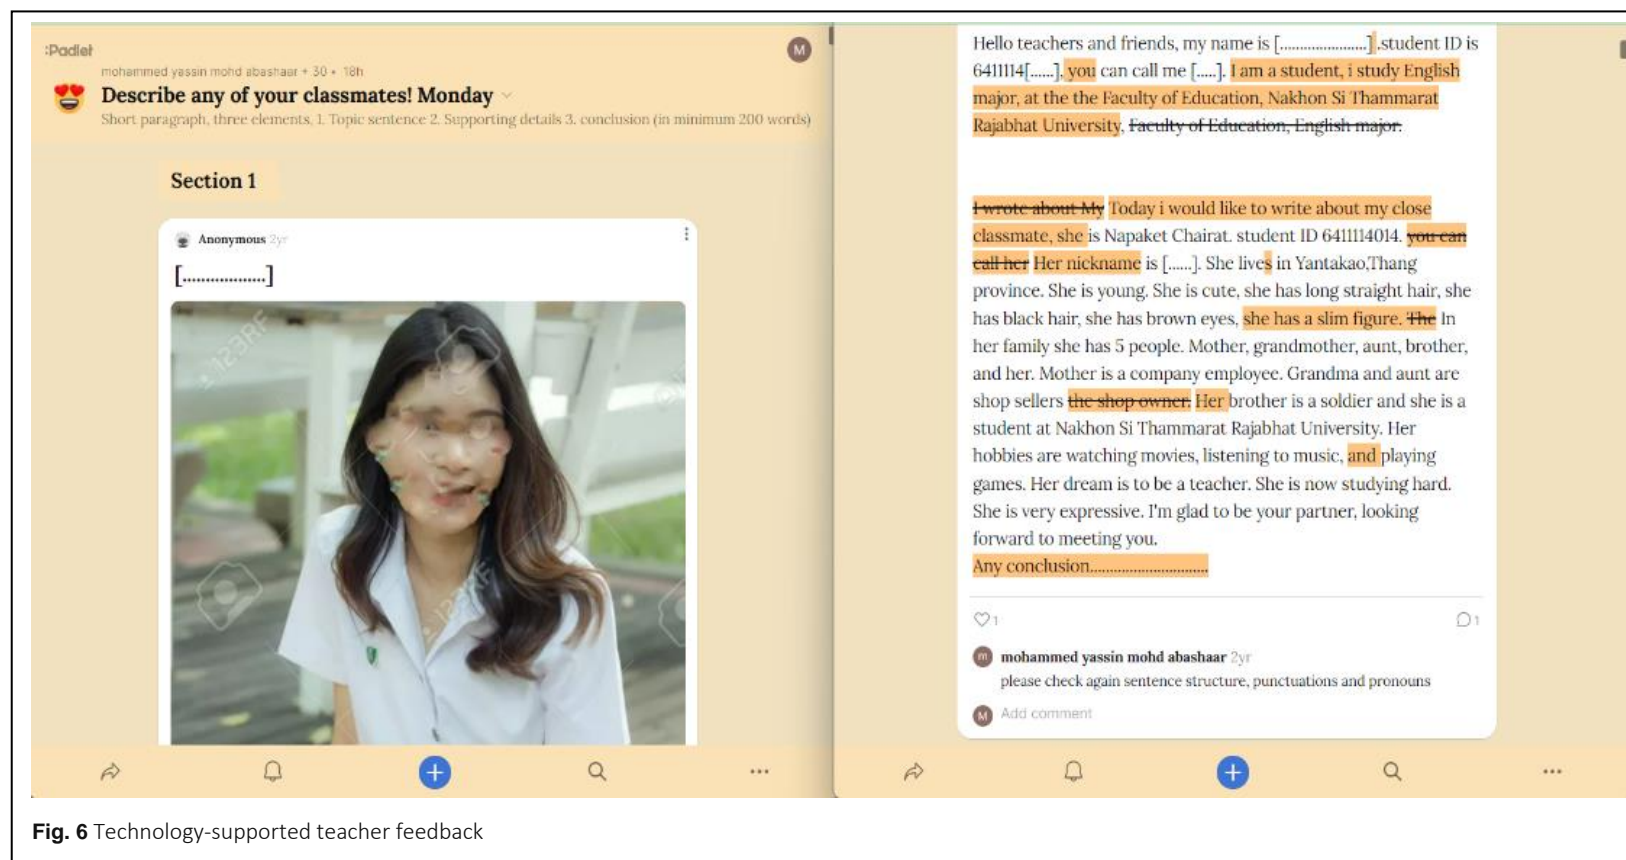 :Padlet
M
mohammed yassin mohd abashaar + 30 • 18h
Describe any of your classmates! Monday
Short paragraph, three elements, 1. Topic sentence 2. Supporting details 3. conclusion (in minimum 200 words)
Section 1
Anonymous 2yr
[..................]
123RF
123RF
Hello teachers and friends, my name is [......................] .student ID is
6411114[......], you can call me [.....]. I am a student, i study English
major, at the the Faculty of Education, Nakhon Si Thammarat
Rajabhat University, Faculty of Education, English major.
I wrote about My Today i would like to write about my close
classmate, she is Napaket Chairat. student ID 6411114014. you can
call her Her nickname is [......]. She lives in Yantakao,Thang
province. She is young. She is cute, she has long straight hair, she
has black hair, she has brown eyes, she has a slim figure. The In
her family she has 5 people. Mother, grandmother, aunt, brother,
and her. Mother is a company employee. Grandma and aunt are
shop sellers the shop owner. Her brother is a soldier and she is a
student at Nakhon Si Thammarat Rajabhat University. Her
hobbies are watching movies, listening to music, and playing
games. Her dream is to be a teacher. She is now studying hard.
She is very expressive. I'm glad to be your partner, looking
forward to meeting you.
Any conclusion..............................
1
1
m
mohammed yassin mohd abashaar 2yr
please check again sentence structure, punctuations and pronouns
M
Add comment
Fig. 6 Technology-supported teacher feedback